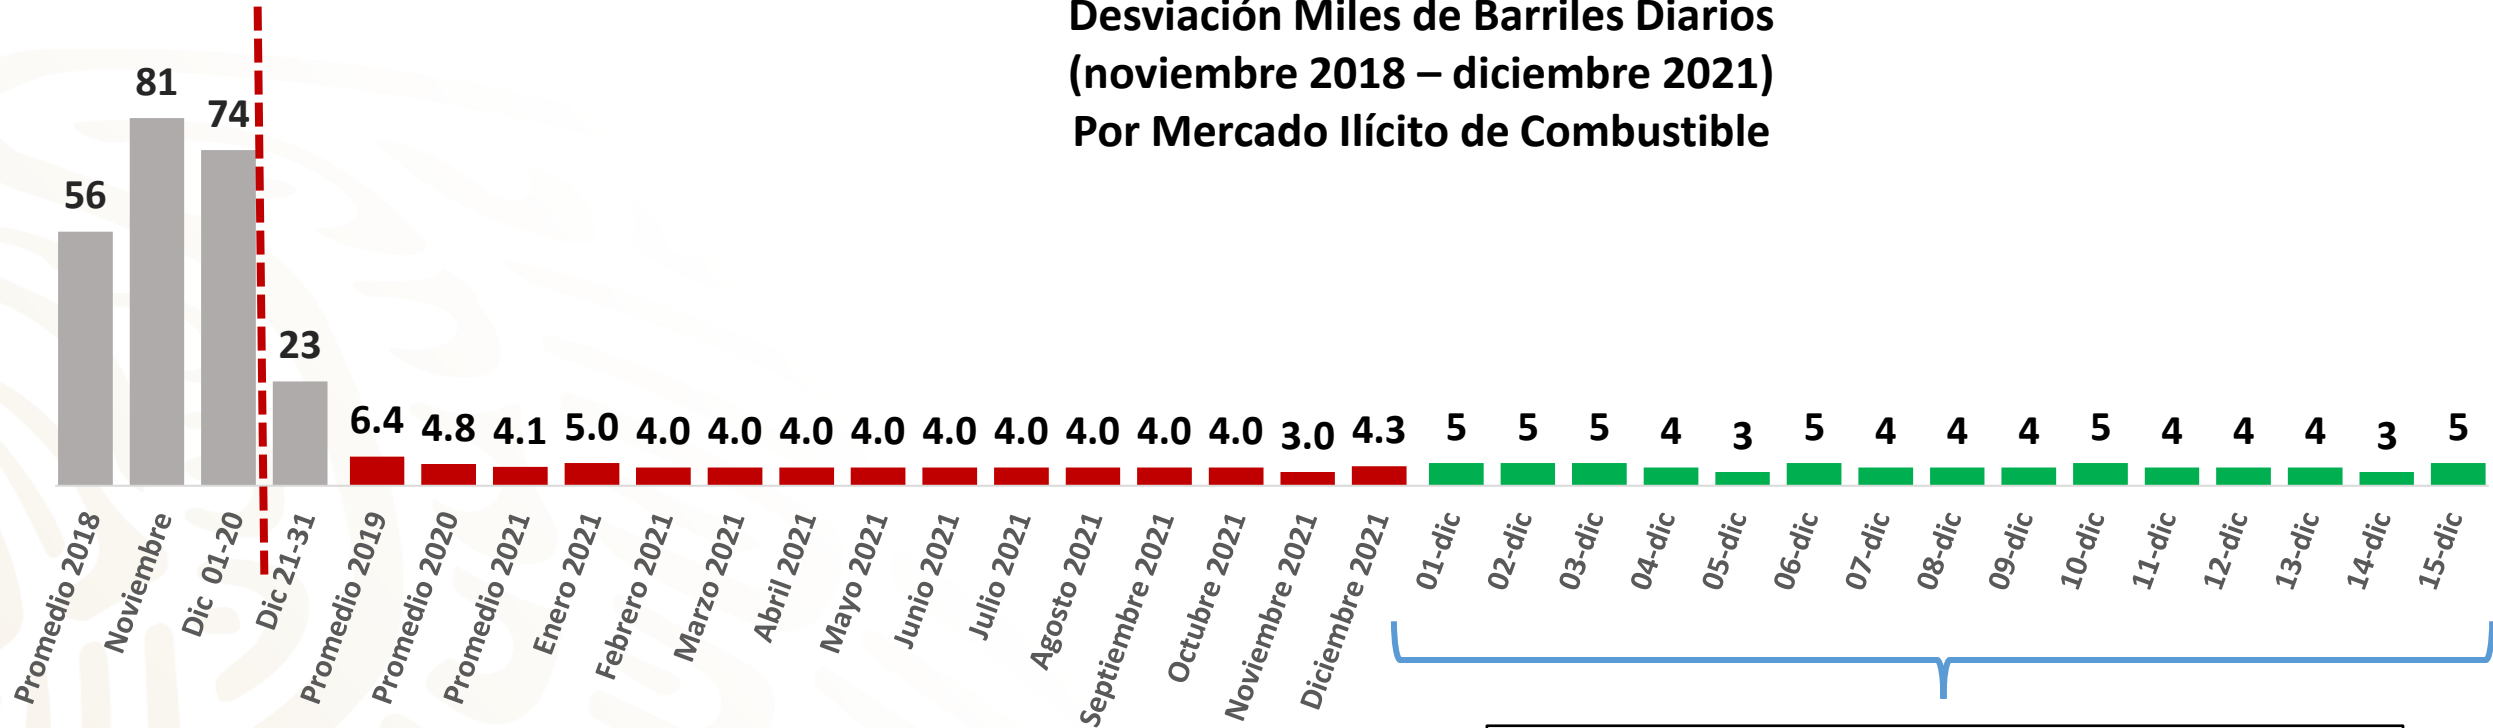 Desviación Miles de Barriles Diarios
(noviembre 2018 – diciembre 2021)
Por Mercado Ilícito de Combustible
56
81
74
23
6.4
4.8
4.1
5.0
4.0
4.0
4.0
4.0
4.0
4.0
4.0
4.0
4.0
3.0
4.3
5
5
5
4
3
5
4
4
4
5
4
4
4
3
5
Promedio 2018
Noviembre
Dic 01-20
Dic 21-31
Promedio 2019
Promedio 2020
Promedio 2021
Enero 2021
Febrero 2021
Marzo 2021
Abril 2021
Mayo 2021
Junio 2021
Julio 2021
Agosto 2021
Septiembre 2021
Octubre 2021
Noviembre 2021
Diciembre 2021
01-dic
02-dic
03-dic
04-dic
05-dic
06-dic
07-dic
08-dic
09-dic
10-dic
11-dic
12-dic
13-dic
14-dic
15-dic